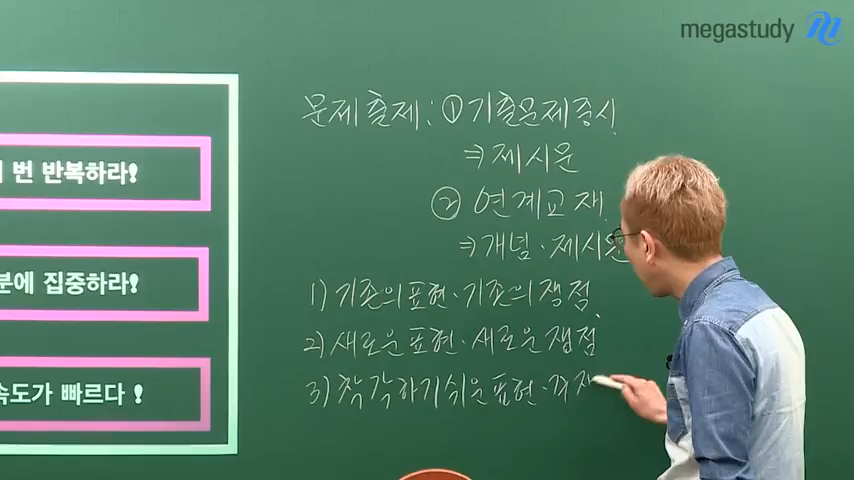 megastudy
번 반복하라!
분에 집중하라!
속도가 빠르다 !
문제출제: ① 기출문제중시
⇒ 제시문
② 연계교재
⇒ 개념·제시문
1) 기존의 표현·기존의 쟁점
2) 새로운 표현·새로운 쟁점
3) 착각하기 쉬운 표현·